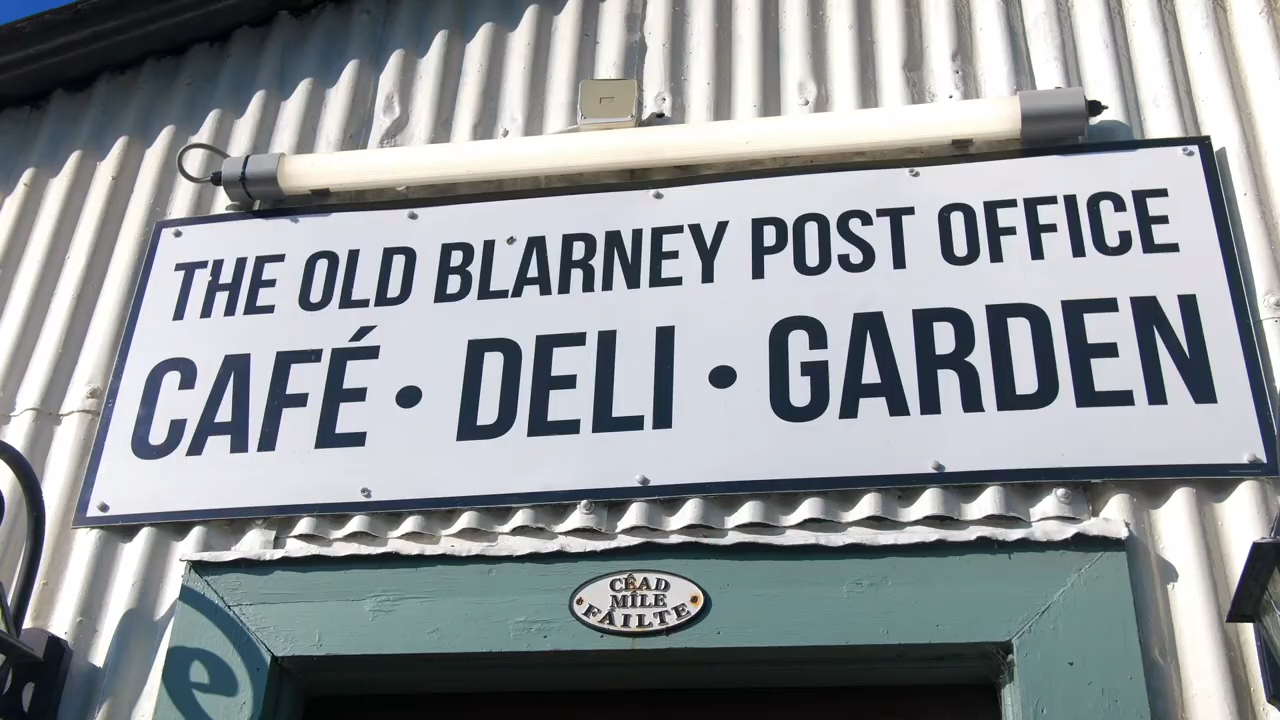 THE OLD BLARNEY POST OFFICE
CAFÉ • DELI • GARDEN
CÉAD
MÍLE
FÁILTE
e